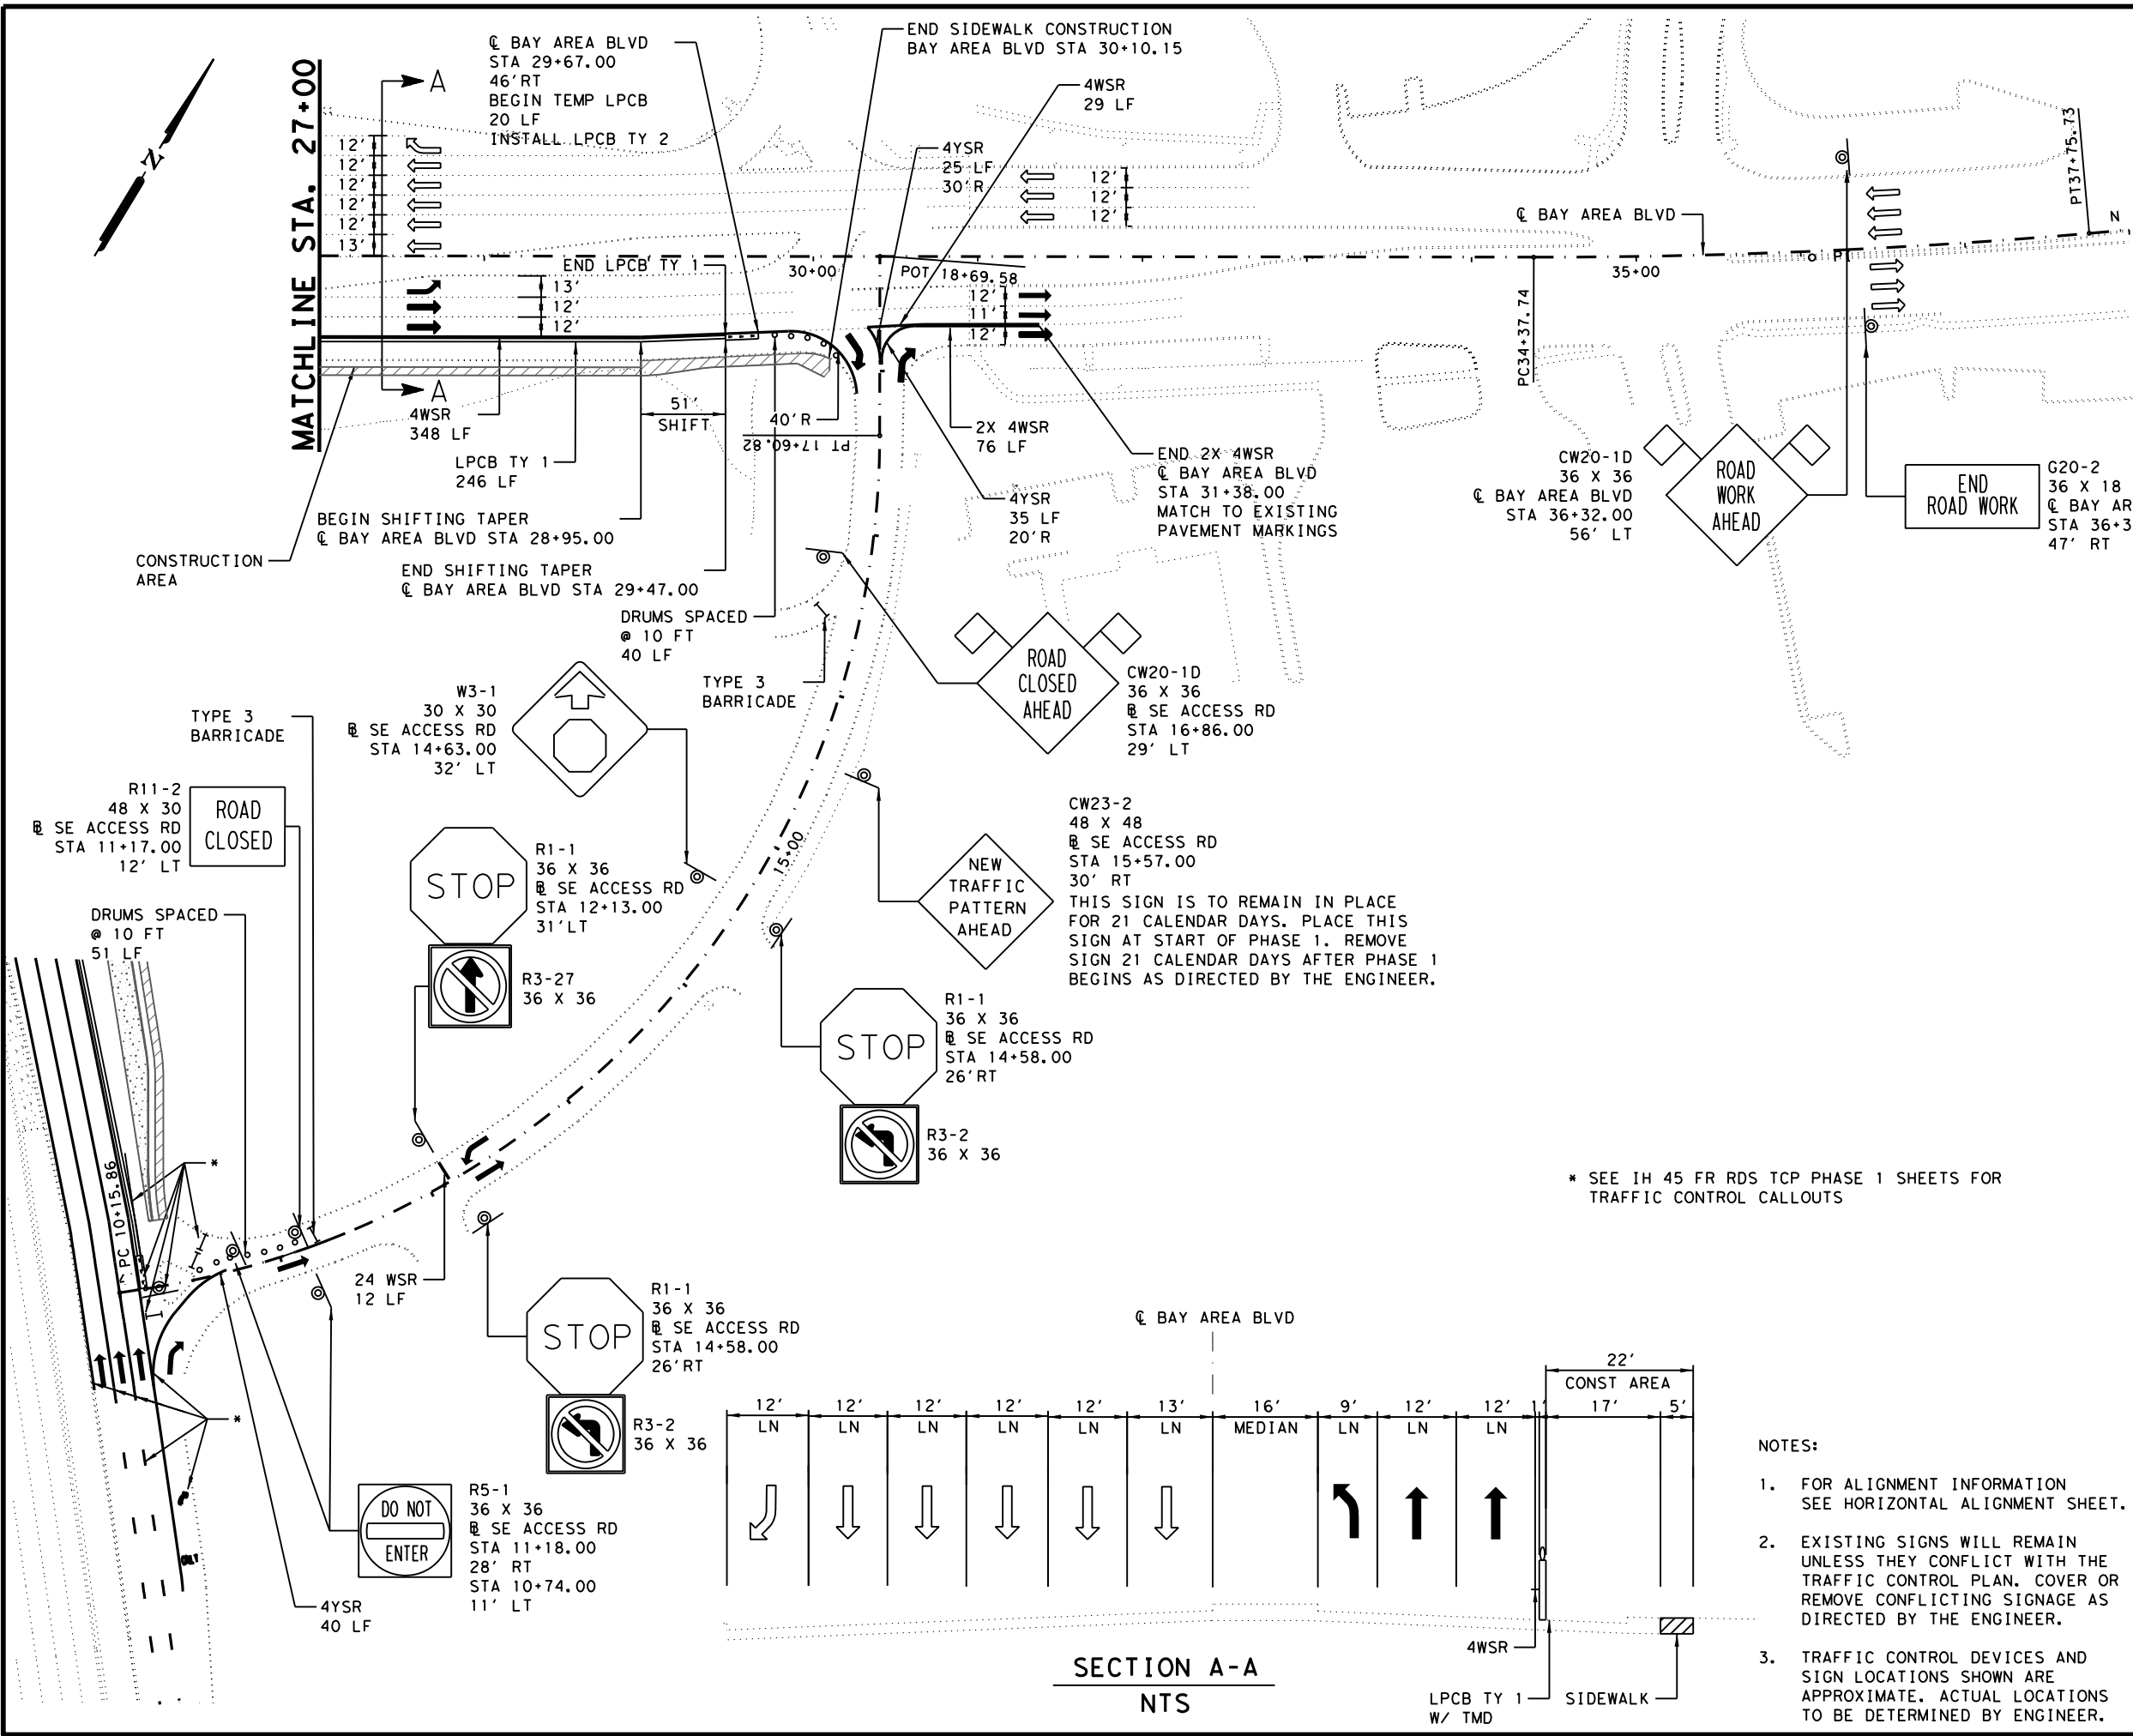 MATCHLINE STA. 27+00
N
A
A
12'
12'
12'
12'
12'
13'
℄ BAY AREA BLVD
STA 29+67.00
46'RT
BEGIN TEMP LPCB
20 LF
INSTALL LPCB TY 2
END SIDEWALK CONSTRUCTION
BAY AREA BLVD STA 30+10.15
4WSR
29 LF
4YSR
25 LF
30'R
12'
12'
12'
℄ BAY AREA BLVD
PT37+75.73
N
END LPCB TY 1
30+00
POT 18+69.58
35+00
PI
PC34+37.74
13'
12'
12'
12'
11'
12'
4WSR
348 LF
LPCB TY 1
246 LF
51'
SHIFT
40'R
PT 17+60.82
2X 4WSR
76 LF
4YSR
35 LF
20'R
END 2X 4WSR
℄ BAY AREA BLVD
STA 31+38.00
MATCH TO EXISTING
PAVEMENT MARKINGS
CW20-1D
36 X 36
℄ BAY AREA BLVD
STA 36+32.00
56' LT
ROAD
WORK
AHEAD
END
ROAD WORK
G20-2
36 X 18
℄ BAY AR
STA 36+3
47' RT
BEGIN SHIFTING TAPER
℄ BAY AREA BLVD STA 28+95.00
CONSTRUCTION
AREA
END SHIFTING TAPER
℄ BAY AREA BLVD STA 29+47.00
DRUMS SPACED
@ 10 FT
40 LF
TYPE 3
BARRICADE
ROAD
CLOSED
AHEAD
CW20-1D
36 X 36
BL SE ACCESS RD
STA 16+86.00
29' LT
W3-1
30 X 30
BL SE ACCESS RD
STA 14+63.00
32' LT
TYPE 3
BARRICADE
R11-2
48 X 30
BL SE ACCESS RD
STA 11+17.00
12' LT
ROAD
CLOSED
STOP
R1-1
36 X 36
BL SE ACCESS RD
STA 12+13.00
31'LT
R3-27
36 X 36
15+00
NEW
TRAFFIC
PATTERN
AHEAD
CW23-2
48 X 48
BL SE ACCESS RD
STA 15+57.00
30' RT
THIS SIGN IS TO REMAIN IN PLACE
FOR 21 CALENDAR DAYS. PLACE THIS
SIGN AT START OF PHASE 1. REMOVE
SIGN 21 CALENDAR DAYS AFTER PHASE 1
BEGINS AS DIRECTED BY THE ENGINEER.
DRUMS SPACED
@ 10 FT
51 LF
STOP
R1-1
36 X 36
BL SE ACCESS RD
STA 14+58.00
26'RT
R3-2
36 X 36
*
PC 10+15.86
* SEE IH 45 FR RDS TCP PHASE 1 SHEETS FOR
TRAFFIC CONTROL CALLOUTS
24 WSR
12 LF
STOP
R1-1
36 X 36
BL SE ACCESS RD
STA 14+58.00
26'RT
R3-2
36 X 36
*
ONLY
DO NOT
ENTER
R5-1
36 X 36
BL SE ACCESS RD
STA 11+18.00
28' RT
STA 10+74.00
11' LT
4YSR
40 LF
℄ BAY AREA BLVD
22'
CONST AREA
12' 12' 12' 12' 12' 13' 16' 9' 12' 12' 1' 17' 5'
LN LN LN LN LN LN MEDIAN LN LN LN
4WSR
LPCB TY 1
W/ TMD
SIDEWALK
SECTION A-A
NTS
NOTES:
1. FOR ALIGNMENT INFORMATION
SEE HORIZONTAL ALIGNMENT SHEET.
2. EXISTING SIGNS WILL REMAIN
UNLESS THEY CONFLICT WITH THE
TRAFFIC CONTROL PLAN. COVER OR
REMOVE CONFLICTING SIGNAGE AS
DIRECTED BY THE ENGINEER.
3. TRAFFIC CONTROL DEVICES AND
SIGN LOCATIONS SHOWN ARE
APPROXIMATE. ACTUAL LOCATIONS
TO BE DETERMINED BY ENGINEER.